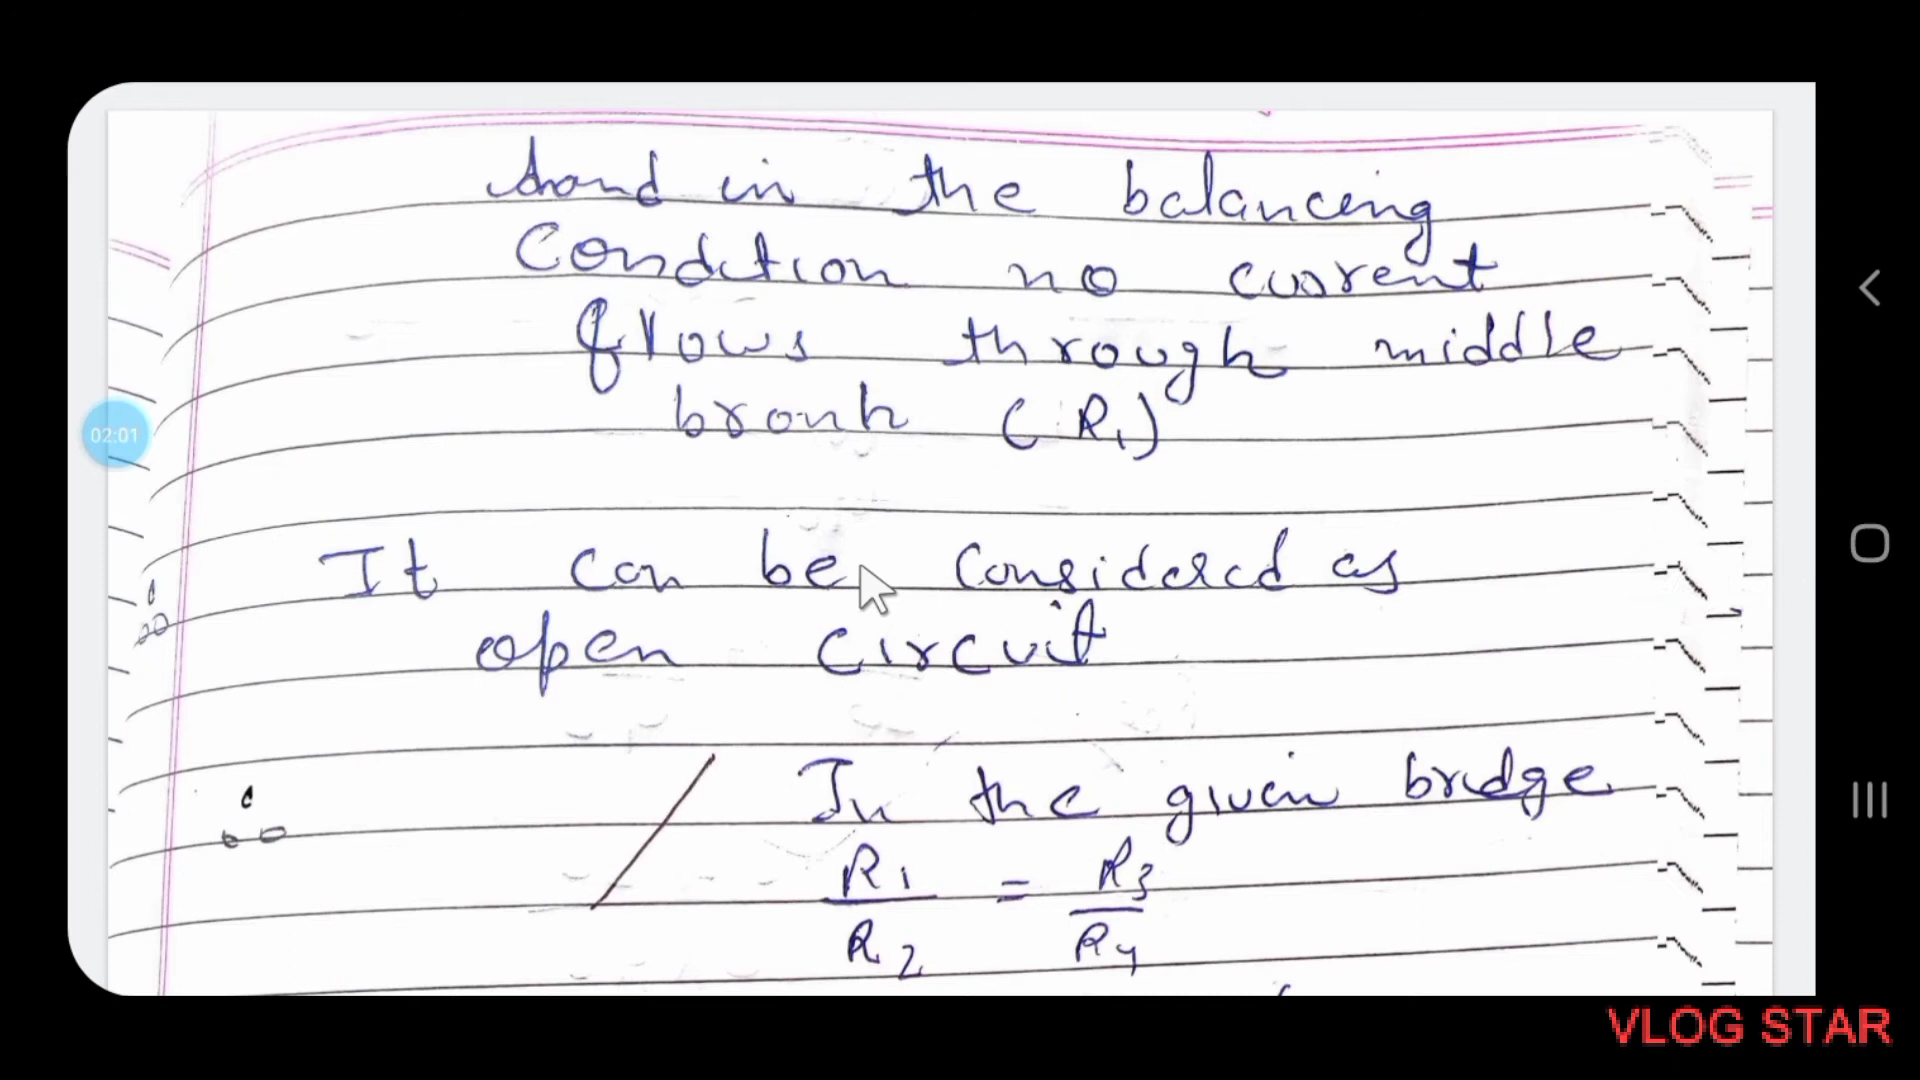 and in the balancing
Condition no current
flows through middle
branh (R1)
02:01
It can be considered as
open circuit
In the given bridge
R1 = R3
R2 R4
VLOG STAR